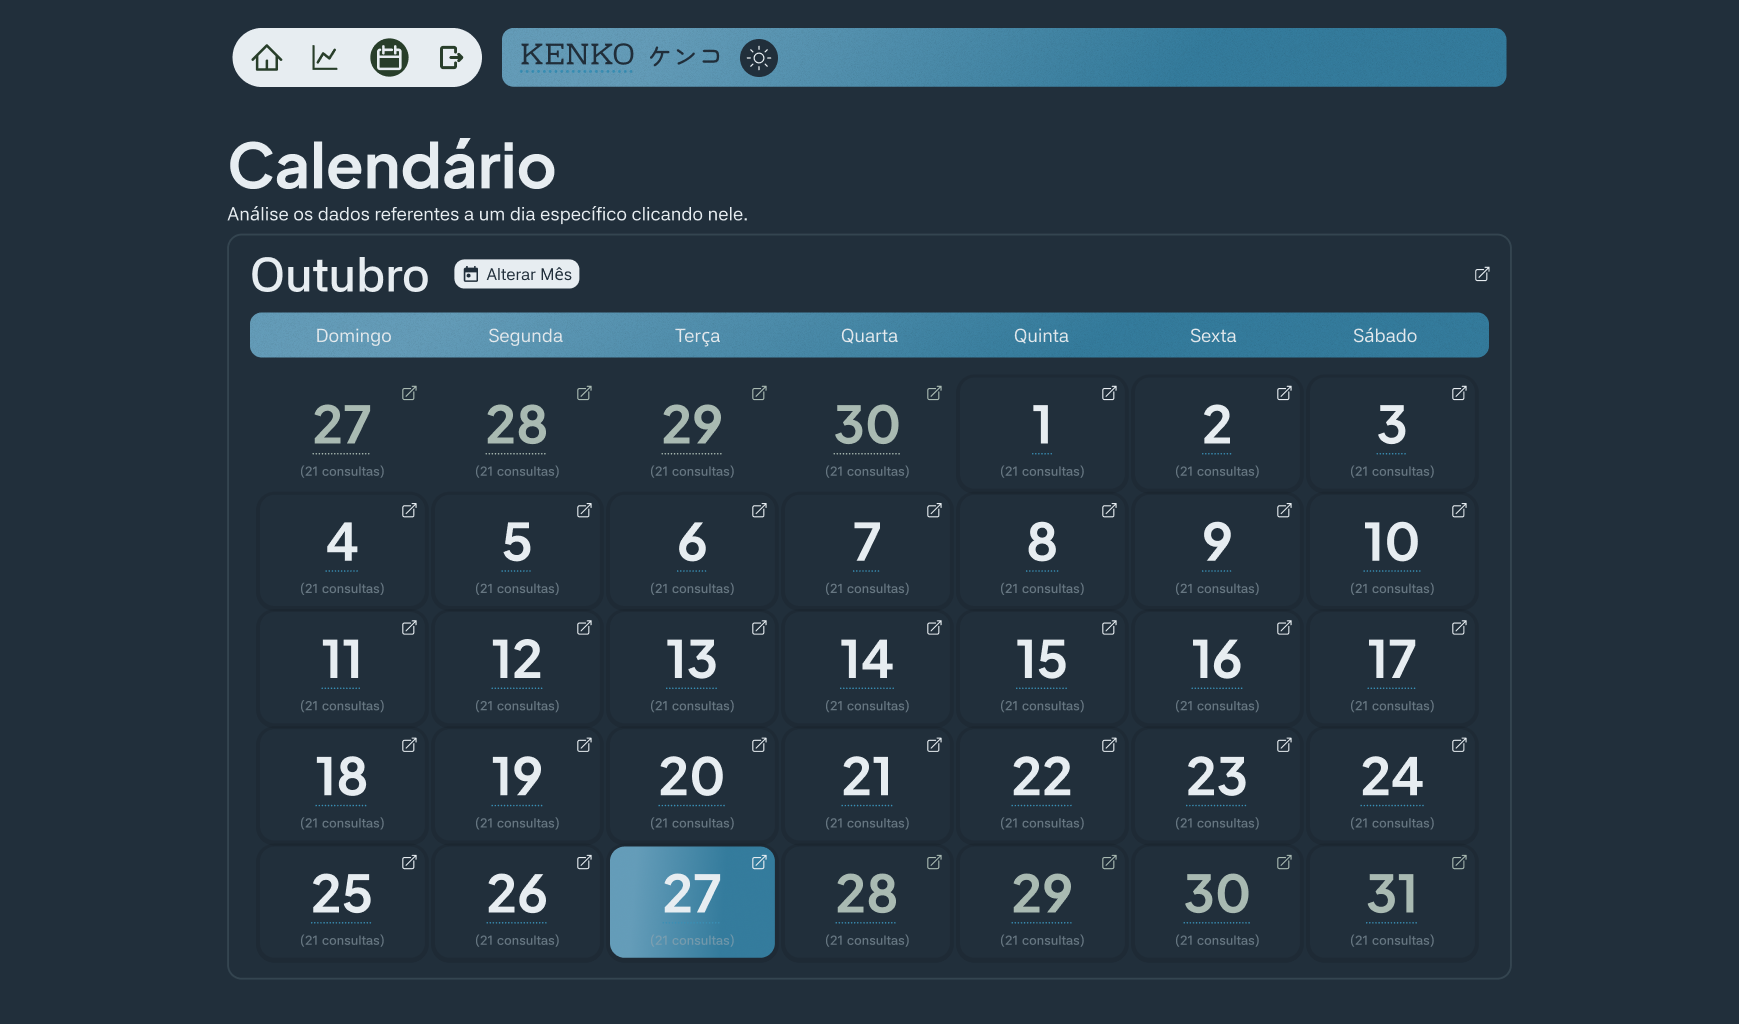 KENKO ケンコ
Calendário
Análise os dados referentes a um dia específico clicando nele.
Outubro Alterar Mês
Domingo Segunda Terça Quarta Quinta Sexta Sábado
27 28 29 30 1 2 3
(21 consultas) (21 consultas) (21 consultas) (21 consultas) (21 consultas) (21 consultas) (21 consultas)
4 5 6 7 8 9 10
(21 consultas) (21 consultas) (21 consultas) (21 consultas) (21 consultas) (21 consultas) (21 consultas)
11 12 13 14 15 16 17
(21 consultas) (21 consultas) (21 consultas) (21 consultas) (21 consultas) (21 consultas) (21 consultas)
18 19 20 21 22 23 24
(21 consultas) (21 consultas) (21 consultas) (21 consultas) (21 consultas) (21 consultas) (21 consultas)
25 26 27 28 29 30 31
(21 consultas) (21 consultas) (21 consultas) (21 consultas) (21 consultas) (21 consultas) (21 consultas)